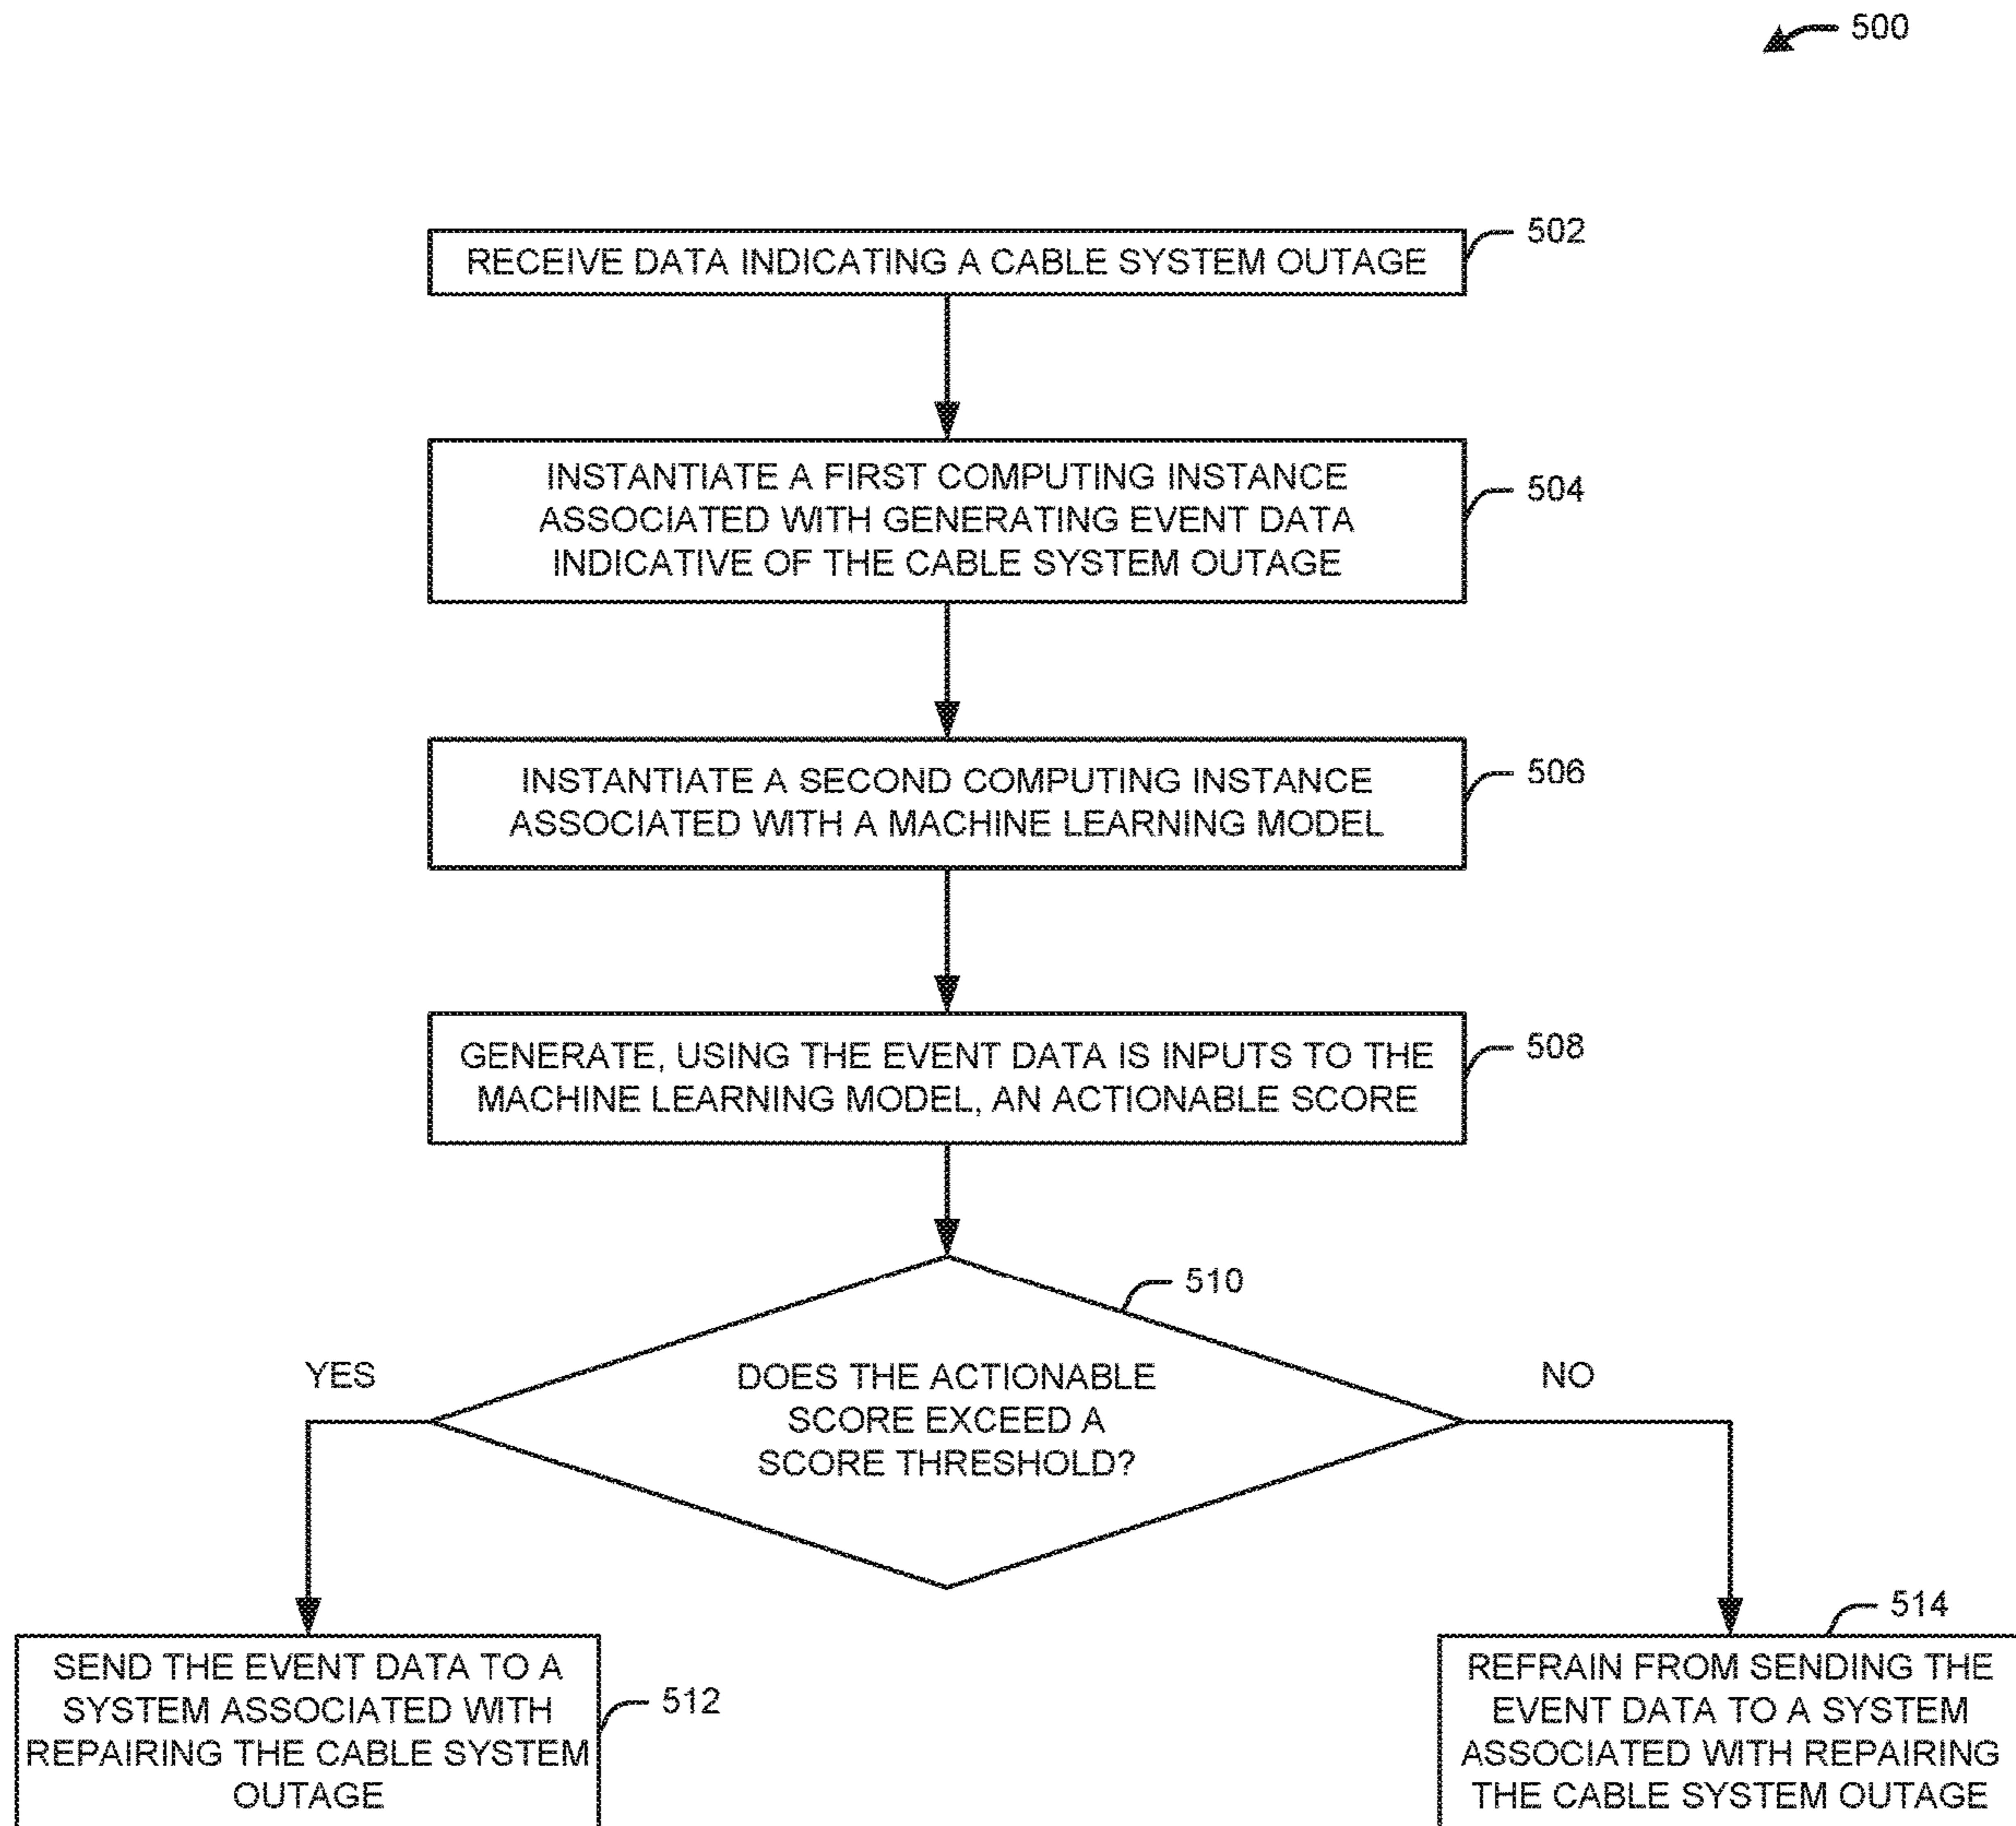 500
RECEIVE DATA INDICATING A CABLE SYSTEM OUTAGE
502
INSTANTIATE A FIRST COMPUTING INSTANCE
ASSOCIATED WITH GENERATING EVENT DATA
INDICATIVE OF THE CABLE SYSTEM OUTAGE
504
INSTANTIATE A SECOND COMPUTING INSTANCE
ASSOCIATED WITH A MACHINE LEARNING MODEL
506
GENERATE, USING THE EVENT DATA IS INPUTS TO THE
MACHINE LEARNING MODEL, AN ACTIONABLE SCORE
508
510
YES
DOES THE ACTIONABLE
SCORE EXCEED A
SCORE THRESHOLD?
NO
SEND THE EVENT DATA TO A
SYSTEM ASSOCIATED WITH
REPAIRING THE CABLE SYSTEM
OUTAGE
512
514
REFRAIN FROM SENDING THE
EVENT DATA TO A SYSTEM
ASSOCIATED WITH REPAIRING
THE CABLE SYSTEM OUTAGE